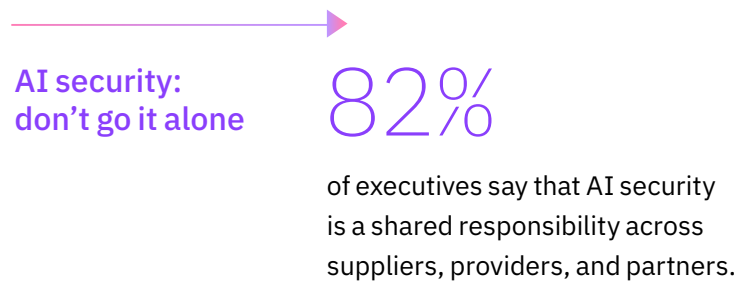 AI security:
don’t go it alone
82%
of executives say that AI security
is a shared responsibility across
suppliers, providers, and partners.